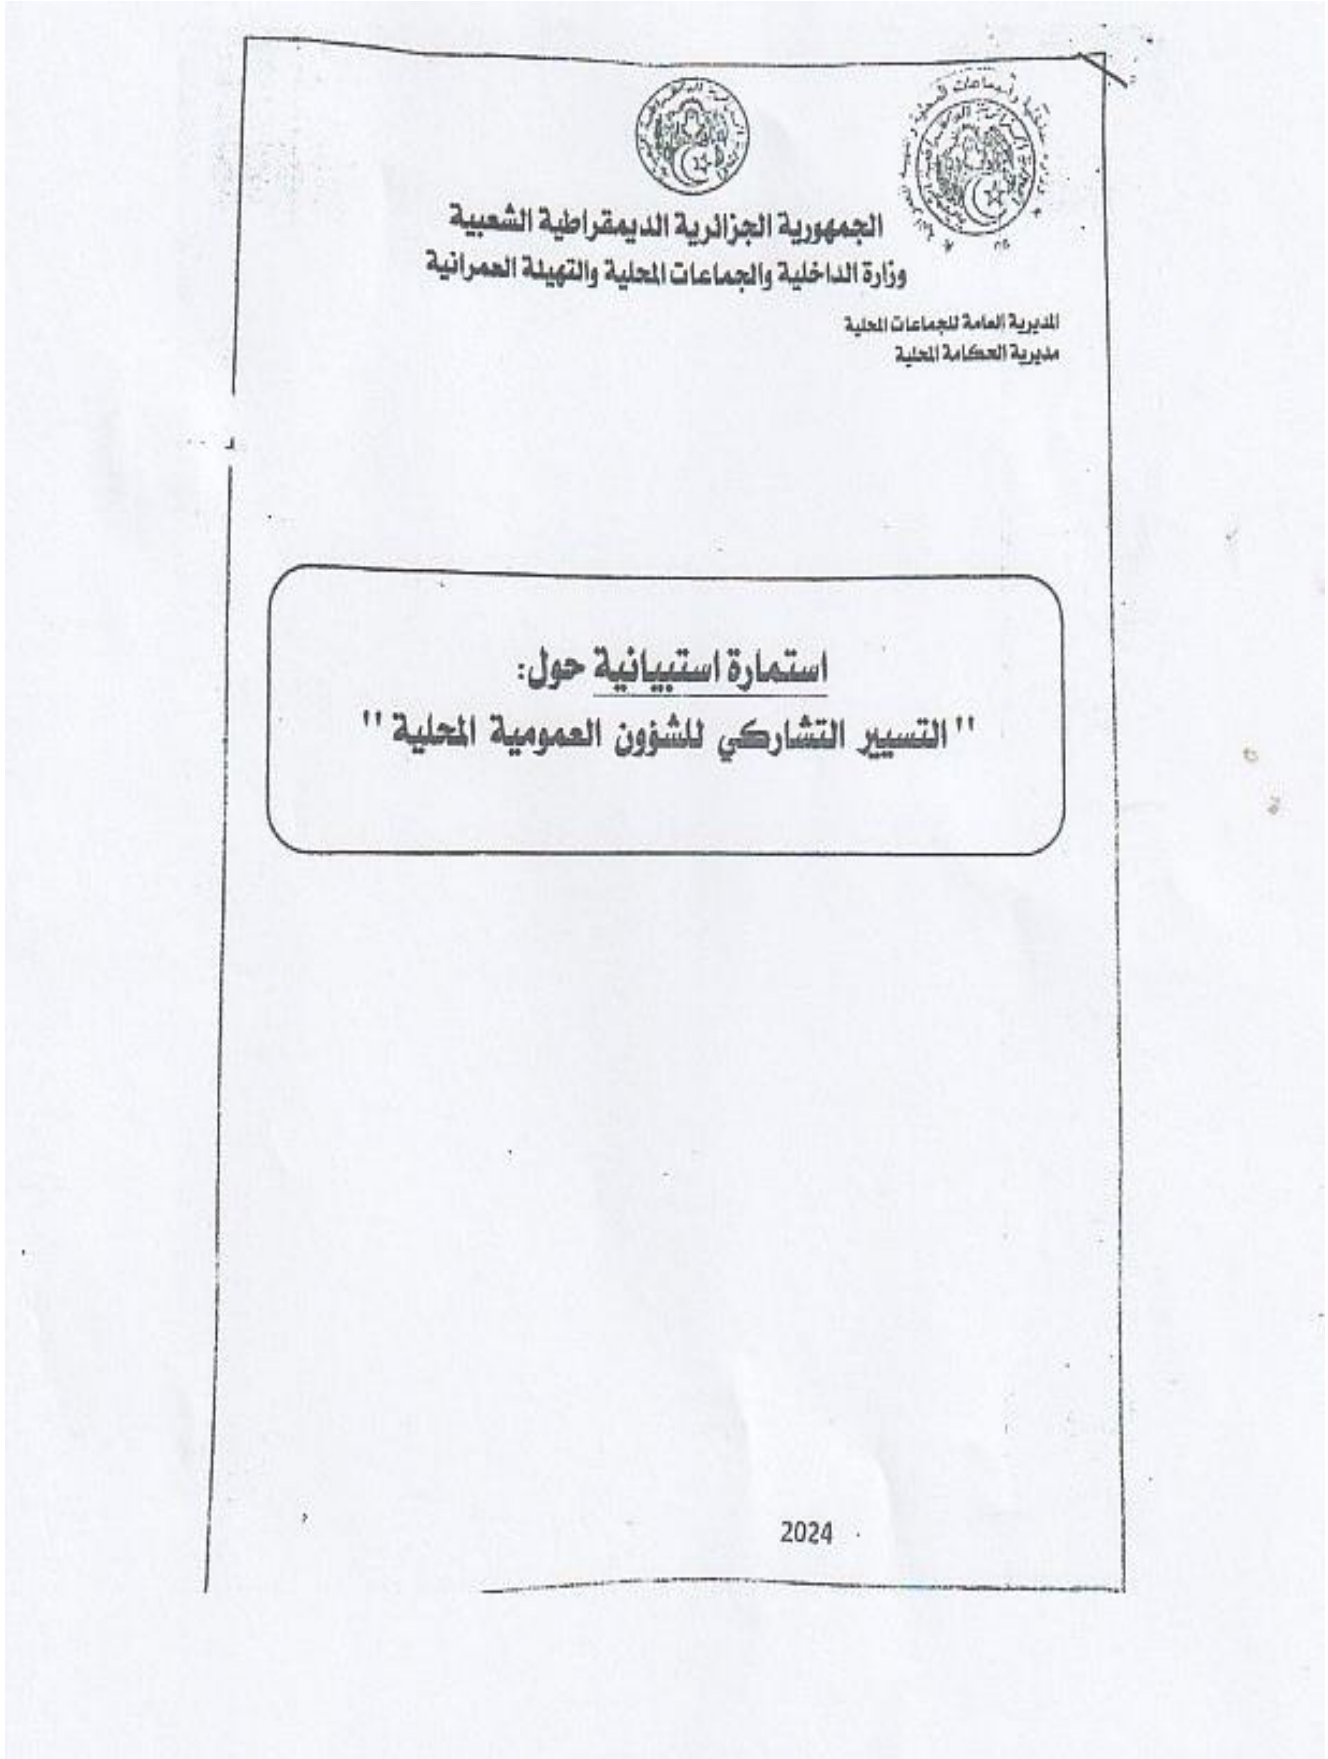 الجمهورية الجزائرية الديمقراطية الشعبية
وزارة الداخلية والجماعات المحلية والتهيئة العمرانية
المديرية العامة للجماعات المحلية
مديرية الحكامة المحلية
استمارة استبيانية حول:
" التسيير التشاركي للشؤون العمومية المحلية "
2024